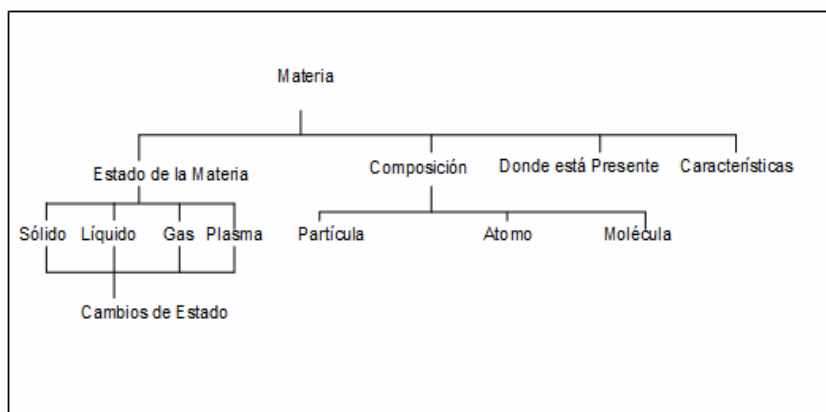 Materia
Estado de la Materia
Composición
Donde está Presente
Características
Sólido
Líquido
Gas
Plasma
Partícula
Atomo
Molécula
Cambios de Estado